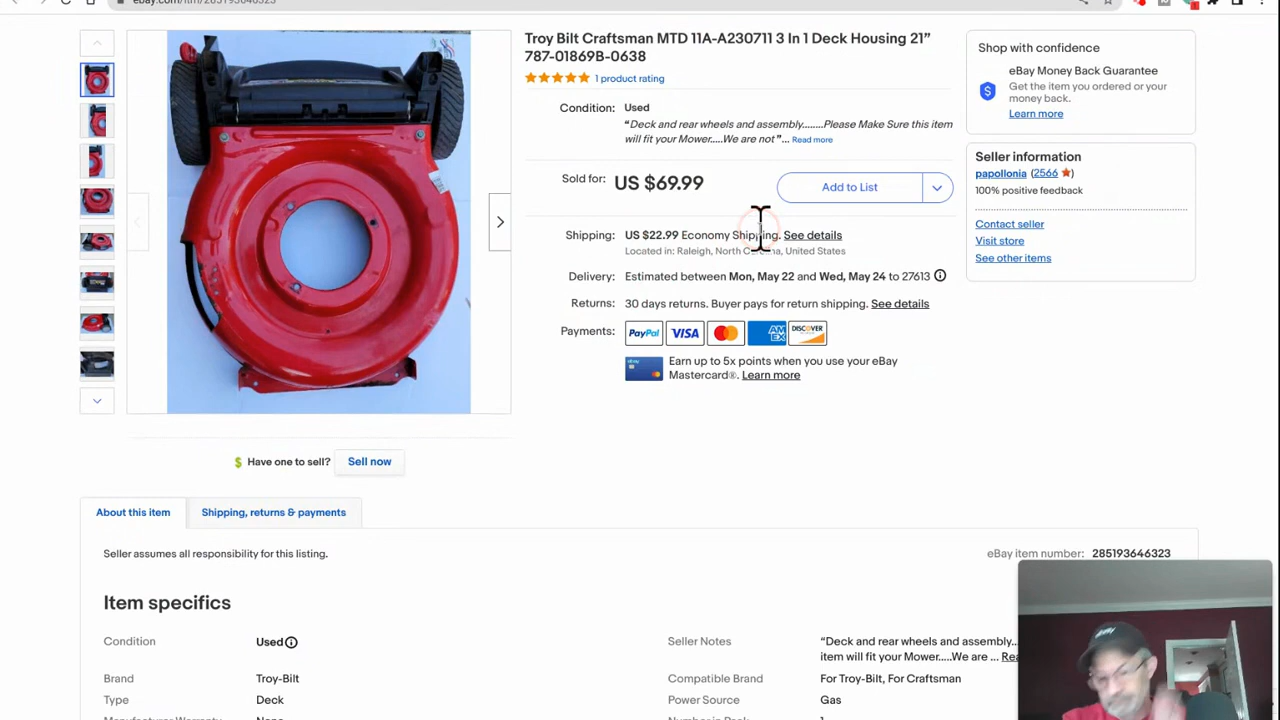 Troy Bilt Craftsman MTD 11A-A230711 3 In 1 Deck Housing 21”
787-01869B-0638
1 product rating
Condition:
Used
“Deck and rear wheels and assembly........Please Make Sure this item
will fit your Mower.....We are not” ... Read more
Sold for:
US $69.99
Add to List
Shipping:
US $22.99 Economy Shipping. See details
Located in: Raleigh, North Carolina, United States
Delivery:
Estimated between Mon, May 22 and Wed, May 24 to 27613
Returns:
30 days returns. Buyer pays for return shipping. See details
Payments:
PayPal
VISA
AM
EX
DISCOVER
Earn up to 5x points when you use your eBay
Mastercard®. Learn more
Shop with confidence
eBay Money Back Guarantee
Get the item you ordered or your
money back.
Learn more
Seller information
papollonia (2566)
100% positive feedback
Contact seller
Visit store
See other items
Have one to sell?
Sell now
About this item
Shipping, returns & payments
Seller assumes all responsibility for this listing.
eBay item number: 285193646323
Item specifics
Condition
Used
Seller Notes
“Deck and rear wheels and assembly....
item will fit your Mower.....We are ...
Brand
Troy-Bilt
Compatible Brand
For Troy-Bilt, For Craftsman
Type
Deck
Power Source
Gas